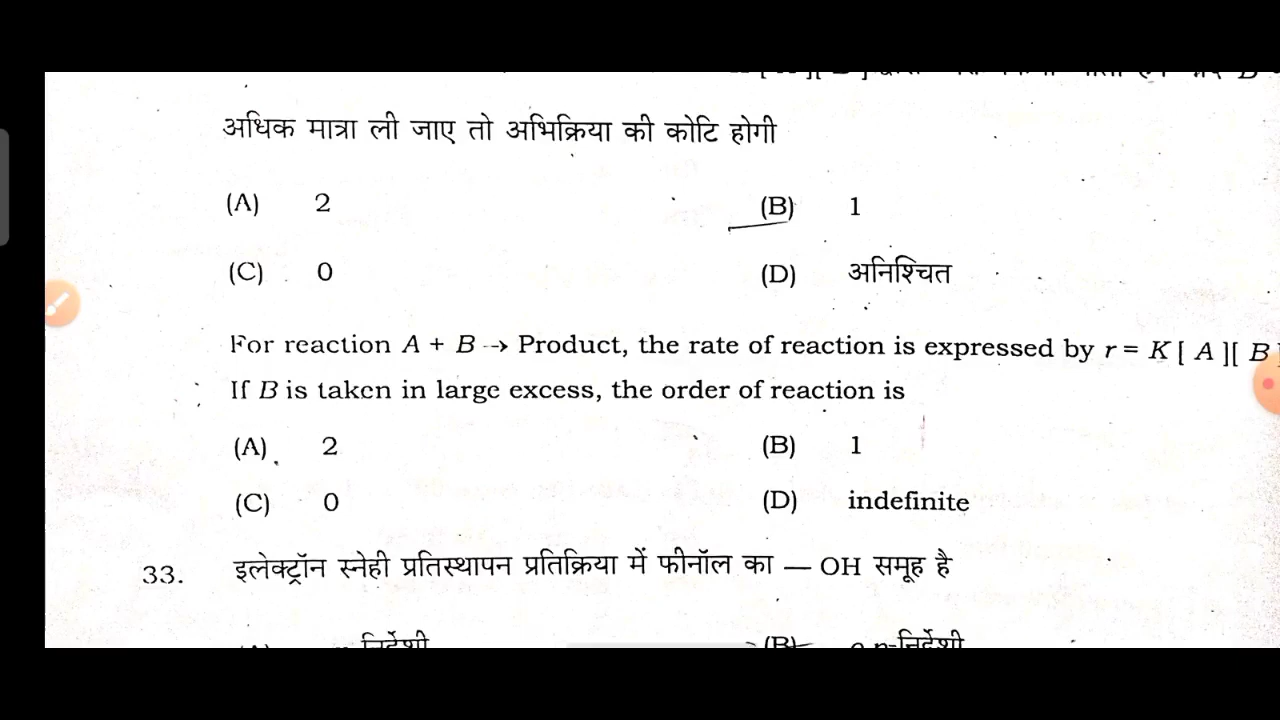 अधिक मात्रा ली जाए तो अभिक्रिया की कोटि होगी
(A) 2 (B) 1
(C) 0 (D) अनिश्चित
For reaction A + B → Product, the rate of reaction is expressed by r = K [ A ][ B
If B is taken in large excess, the order of reaction is
(A) 2 (B) 1
(C) 0 (D) indefinite
33. इलेक्ट्रॉन स्नेही प्रतिस्थापन प्रतिक्रिया में फीनॉल का — OH समूह है
निर्देशी (B) o,p-निर्देशी